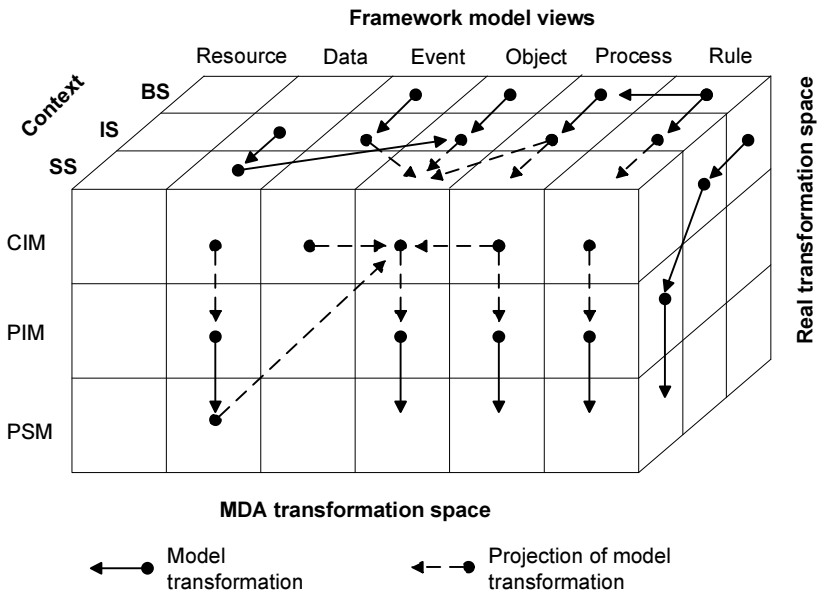 Framework model views
Resource Data Event Object Process Rule
Context
BS
IS
SS
CIM
PIM
PSM
Real transformation space
MDA transformation space
Model
transformation
Projection of model
transformation